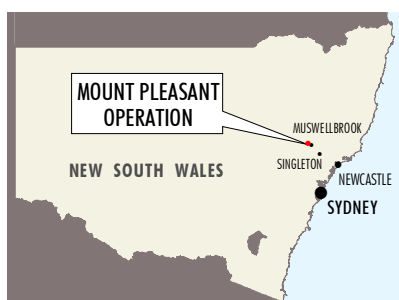 MOUNT PLEASANT
OPERATION
MUSWELLBROOK
SINGLETON
NEW SOUTH WALES
NEWCASTLE
SYDNEY